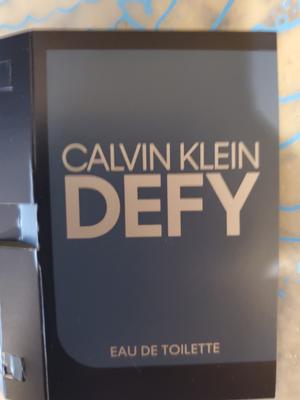 CALVIN KLEIN
DEFY
EAU DE TOILETTE